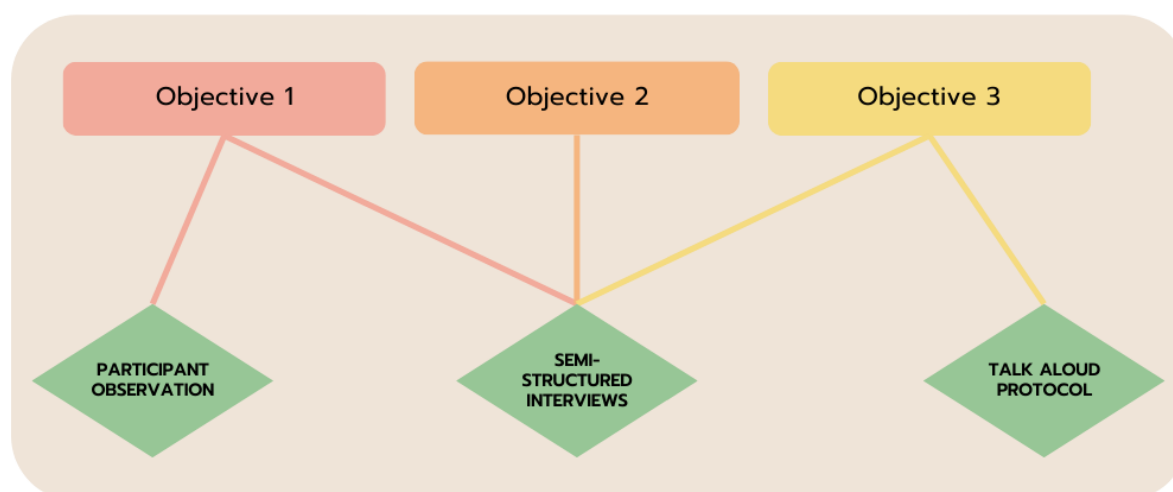 Objective 1
Objective 2
Objective 3
PARTICIPANT
OBSERVATION
SEMI-
STRUCTURED
INTERVIEWS
TALK ALOUD
PROTOCOL